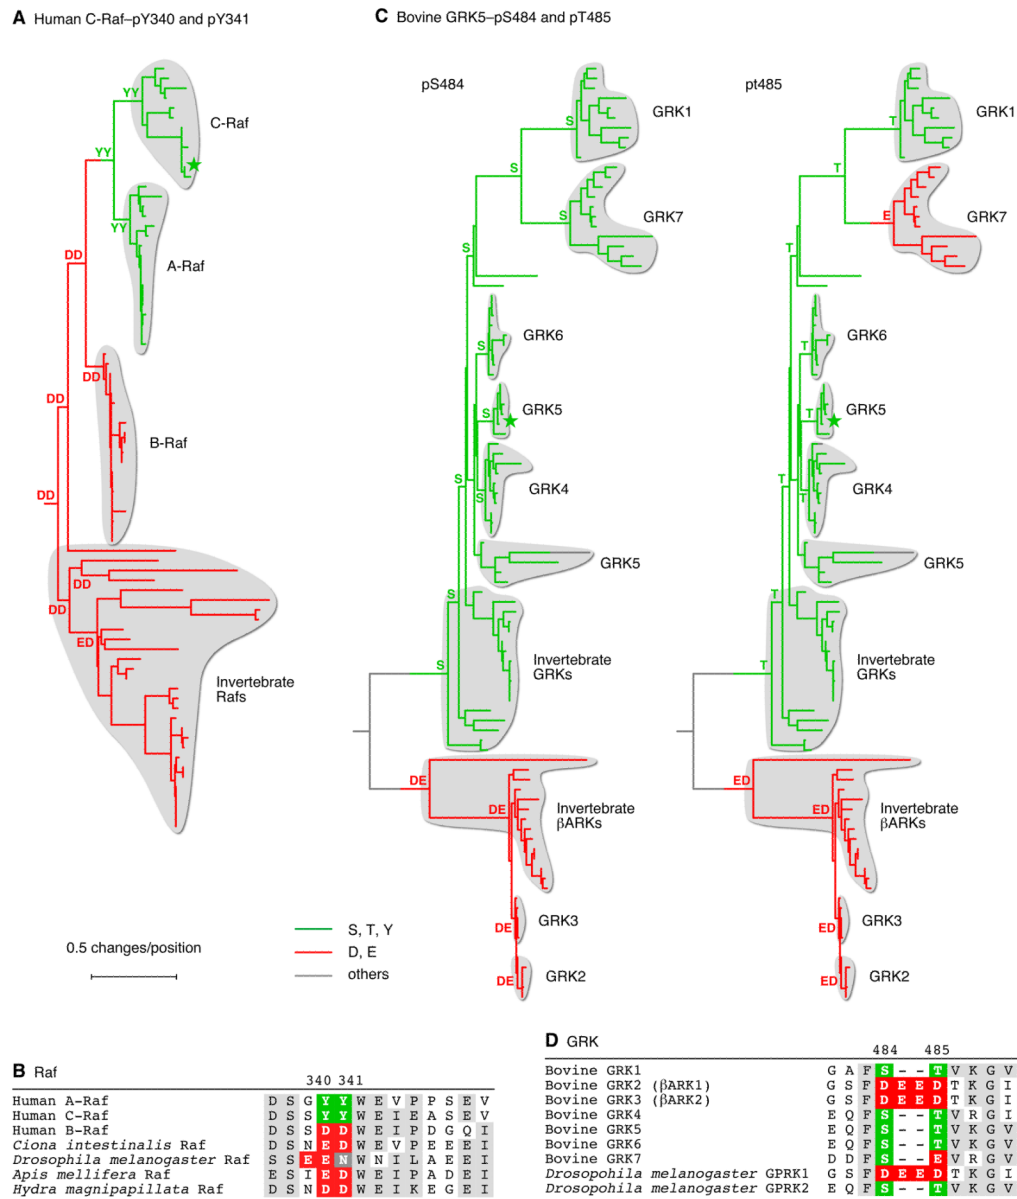 A Human C-Raf–pY340 and pY341
C Bovine GRK5–pS484 and pT485
pS484
pt485
YY
C-Raf
YY
YY
A-Raf
DD
DD
DD
B-Raf
DD
DD
DD
ED
Invertebrate
Rafs
0.5 changes/position
S, T, Y
D, E
others
S
GRK1
S
S
GRK7
S
S
GRK6
S
GRK5
S
S
GRK4
GRK5
S
S
Invertebrate
GRKs
DE
DE
Invertebrate
βARKs
DE
GRK3
DE
GRK2
T
GRK1
T
E
GRK7
T
T
GRK6
T
GRK5
T
T
GRK4
GRK5
T
T
Invertebrate
GRKs
ED
ED
Invertebrate
βARKs
ED
GRK3
ED
GRK2
B Raf
340 341
Human A-Raf D S G Y Y W E V P P S E V
Human C-Raf D S S Y Y W E I E A S E V
Human B-Raf D S S D D W E I P D G Q I
Ciona intestinalis Raf D S N E D W E V P E E E I
Drosophila melanogaster Raf S S E E N W N I L A E E I
Apis mellifera Raf E S I E D W E I P A E E I
Hydra magnipapillata Raf D S N D D W E I K E G E I
D GRK
484 485
Bovine GRK1 G A F S - - T V K G V
Bovine GRK2 (βARK1) G S F D E E D T K G I
Bovine GRK3 (βARK2) G S F D E E D T K G I
Bovine GRK4 E Q F S - - T V R G I
Bovine GRK5 E Q F S - - T V K G V
Bovine GRK6 E Q F S - - T V K G V
Bovine GRK7 D D F S - - E V R G V
Drosophila melanogaster GPRK1 G S F D E E D T K G I
Drosophila melanogaster GPRK2 E Q F S - - T V K G V